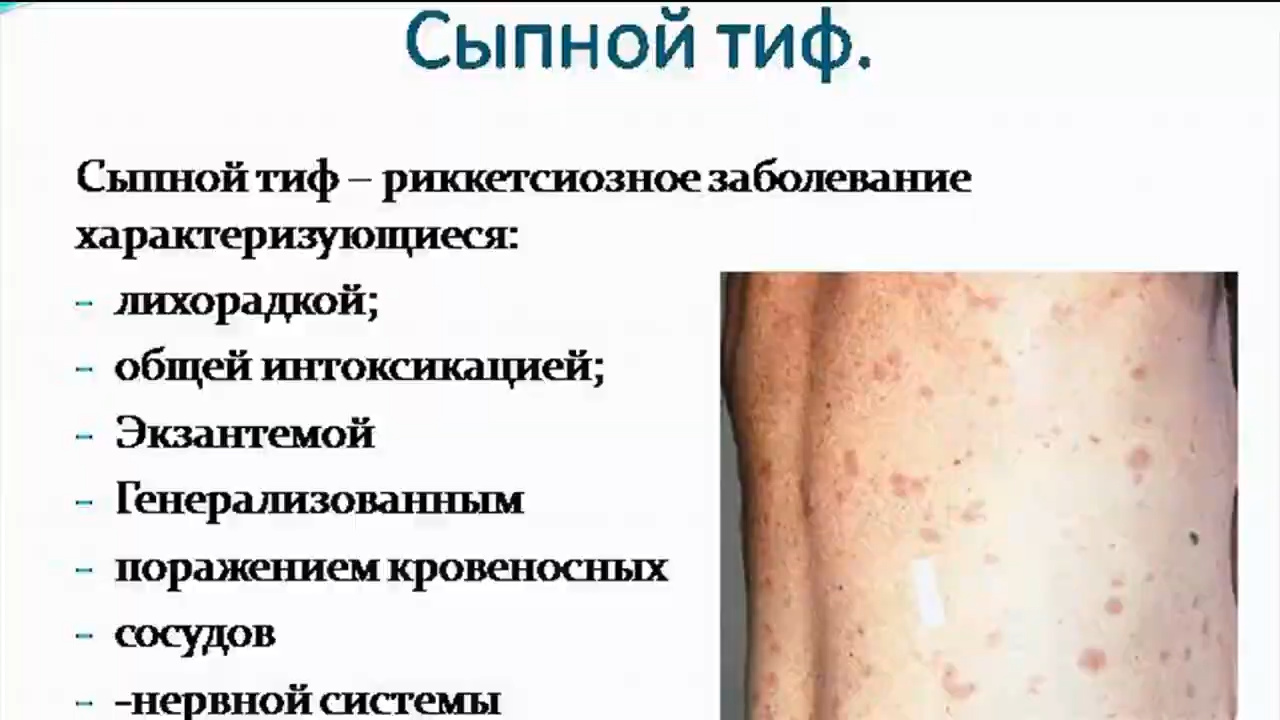 Сыпной тиф.
Сыпной тиф – риккетсиозное заболевание
характеризующиеся:
- лихорадкой;
- общей интоксикацией;
- Экзантемой
- Генерализованным
- поражением кровеносных
- сосудов
- -нервной системы